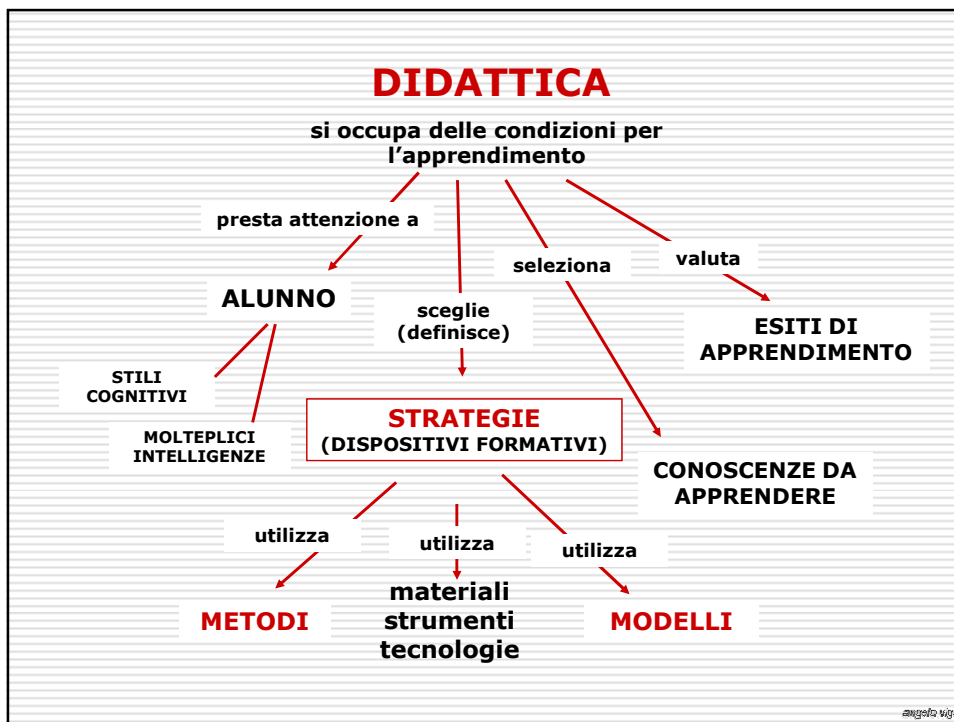 DIDATTICA
si occupa delle condizioni per
l'apprendimento
presta attenzione a
seleziona
valuta
ALUNNO
sceglie
(definisce)
ESITI DI
APPRENDIMENTO
STILI
COGNITIVI
MOLTEPLICI
INTELLIGENZE
STRATEGIE
(DISPOSITIVI FORMATIVI)
CONOSCENZE DA
APPRENDERE
utilizza
utilizza
utilizza
METODI
materiali
strumenti
tecnologie
MODELLI